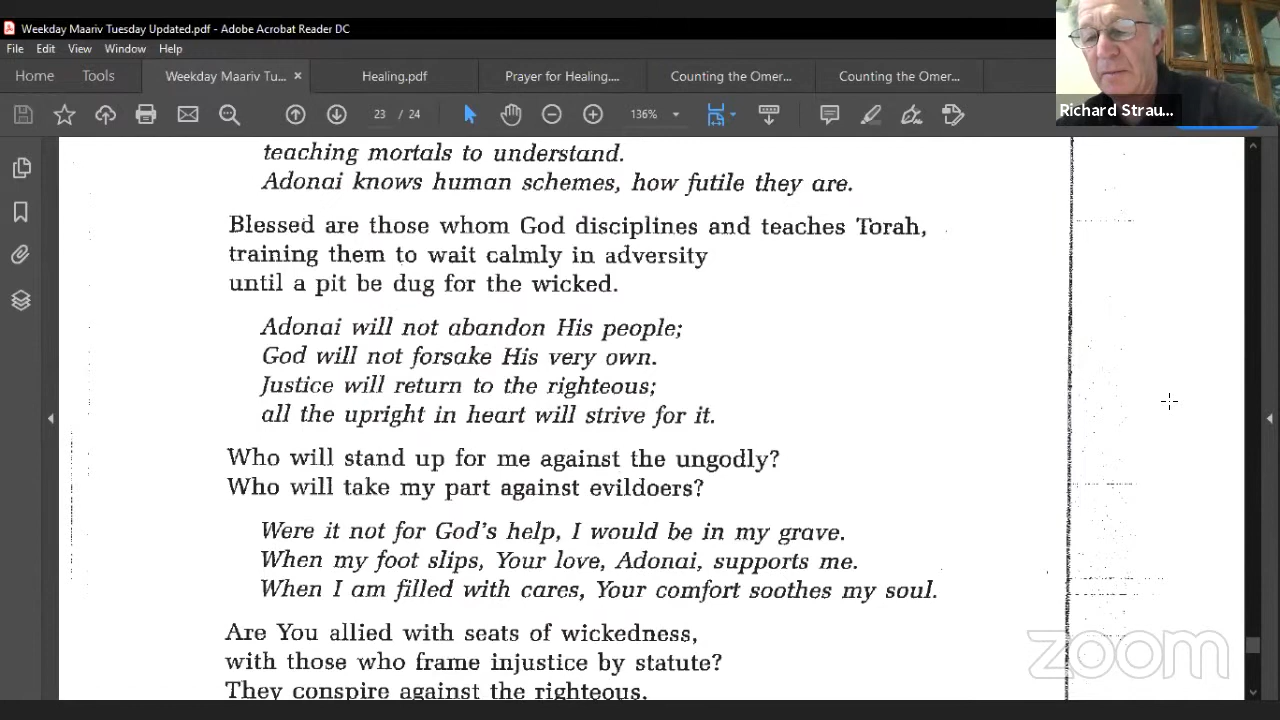 Weekday Maariv Tuesday Updated.pdf - Adobe Acrobat Reader DC
File Edit View Window Help
Home Tools Weekday Maariv Tu... × Healing.pdf Prayer for Healing.... Counting the Omer... Counting the Omer...
23 / 24 136%
Richard Strau...
teaching mortals to understand.
Adonai knows human schemes, how futile they are.
Blessed are those whom God disciplines and teaches Torah,
training them to wait calmly in adversity
until a pit be dug for the wicked.
Adonai will not abandon His people;
God will not forsake His very own.
Justice will return to the righteous;
all the upright in heart will strive for it.
Who will stand up for me against the ungodly?
Who will take my part against evildoers?
Were it not for God's help, I would be in my grave.
When my foot slips, Your love, Adonai, supports me.
When I am filled with cares, Your comfort soothes my soul.
Are You allied with seats of wickedness,
with those who frame injustice by statute?
They conspire against the righteous,
zoom